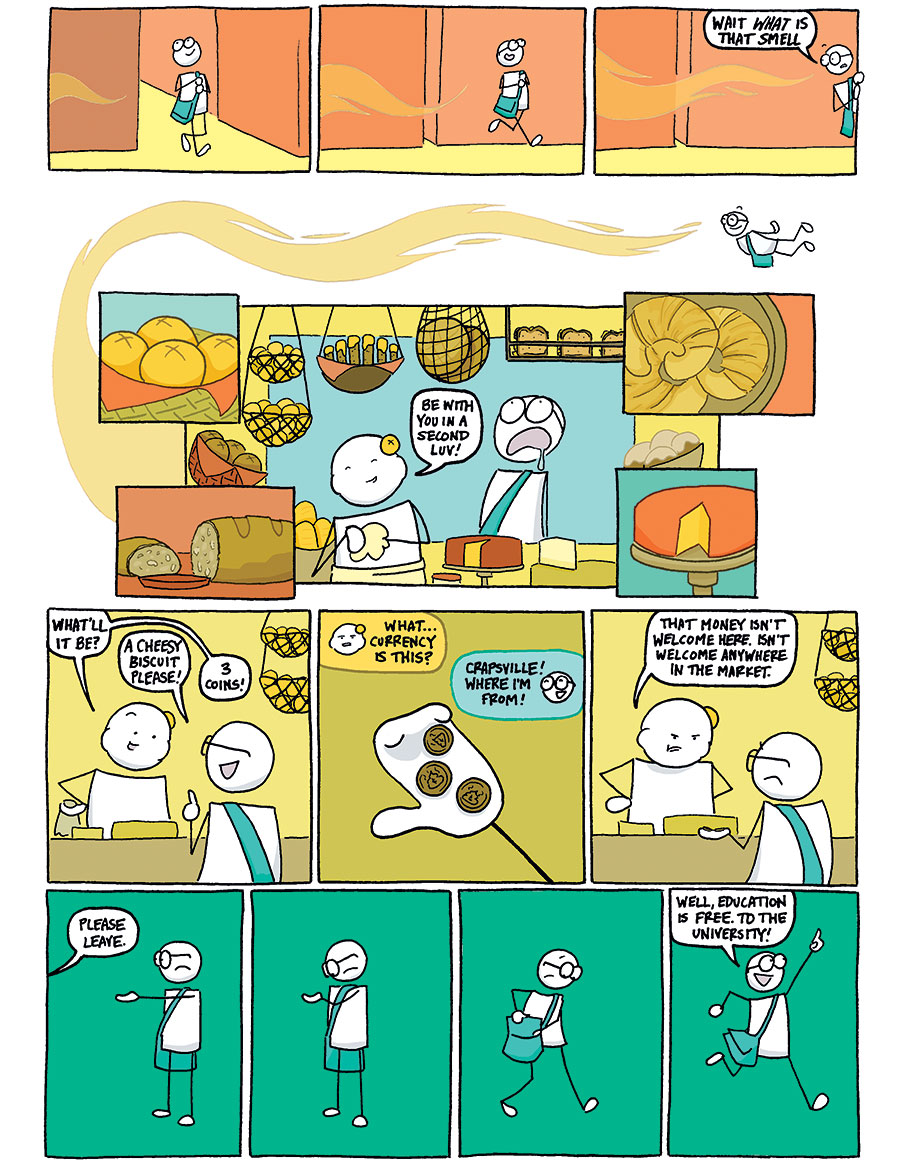 WAIT WHAT IS
THAT SMELL
BE WITH
YOU IN A
SECOND
LUV!
WHAT'LL
IT BE?
A CHEESY
BISCUIT
PLEASE!
3
COINS!
WHAT...
CURRENCY
IS THIS?
CRAPSVILLE!
WHERE I'M
FROM!
THAT MONEY ISN'T
WELCOME HERE. ISN'T
WELCOME ANYWHERE
IN THE MARKET.
PLEASE
LEAVE.
WELL, EDUCATION
IS FREE. TO THE
UNIVERSITY!